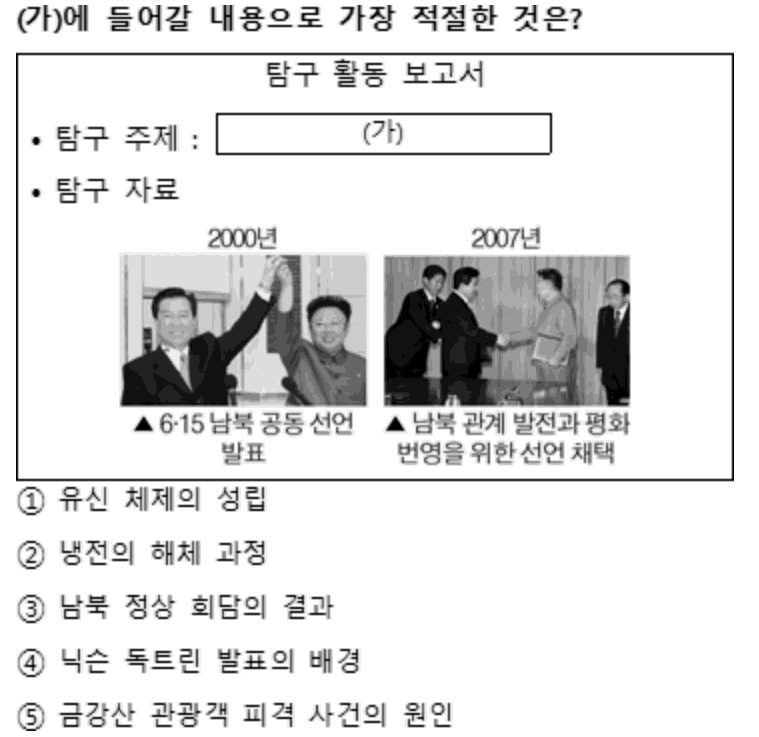 (가)에 들어갈 내용으로 가장 적절한 것은?
탐구 활동 보고서
• 탐구 주제 : (가)
• 탐구 자료
2000년 2007년
▲ 6·15 남북 공동 선언 ▲ 남북 관계 발전과 평화
발표 번영을 위한 선언 채택
① 유신 체제의 성립
② 냉전의 해체 과정
③ 남북 정상 회담의 결과
④ 닉슨 독트린 발표의 배경
⑤ 금강산 관광객 피격 사건의 원인